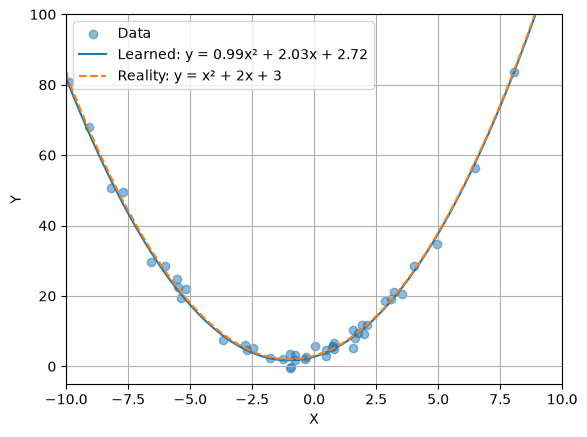 Data
Learned: y = 0.99x² + 2.03x + 2.72
Reality: y = x² + 2x + 3
100
80
60
40
20
0
Y
−10.0 −7.5 −5.0 −2.5 0.0 2.5 5.0 7.5 10.0
X